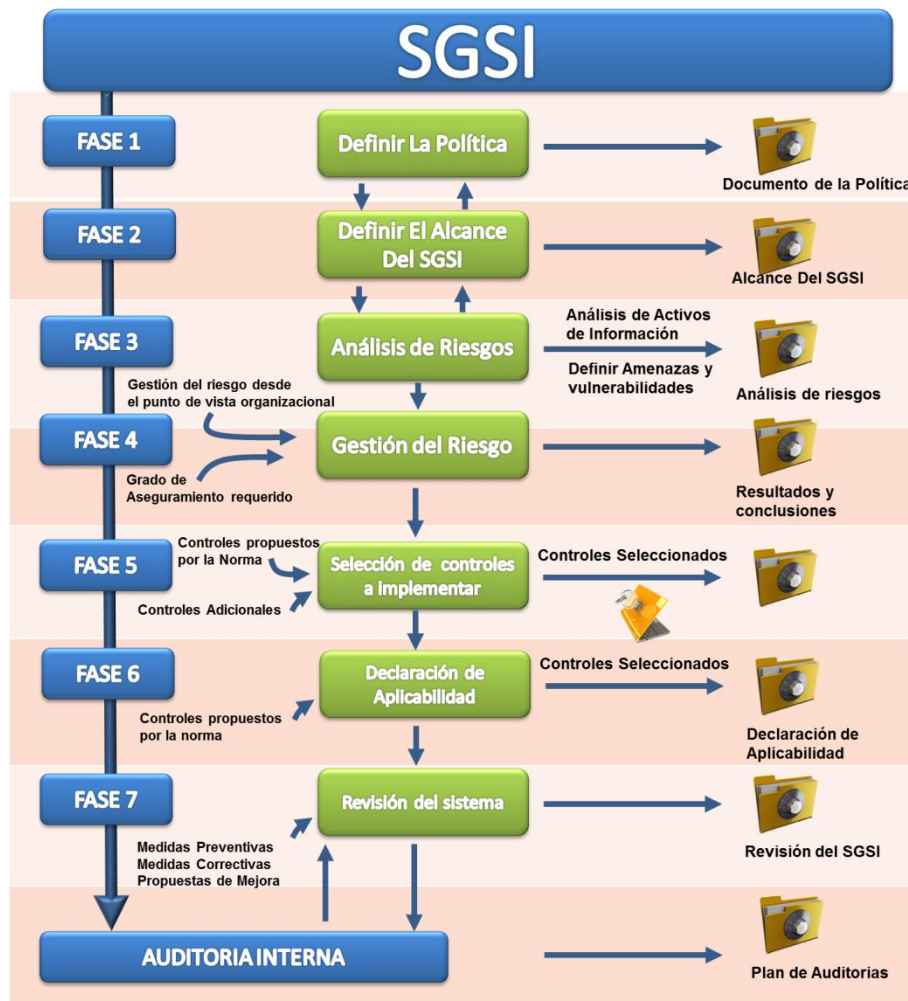 SGSI
FASE 1
Definir La Política
Documento de la Política
FASE 2
Definir El Alcance
Del SGSI
Alcance Del SGSI
FASE 3
Análisis de Riesgos
Análisis de Activos
de Información
Definir Amenazas y
vulnerabilidades
Análisis de riesgos
Gestión del riesgo desde
el punto de vista organizacional
FASE 4
Gestión del Riesgo
Grado de
Aseguramiento requerido
Resultados y
conclusiones
Controles propuestos
por la Norma
FASE 5
Selección de controles
a implementar
Controles Seleccionado
Controles Adicionales
FASE 6
Declaración de
Aplicabilidad
Controles Seleccionados
Controles propuestos
por la norma
Declaración de
Aplicabilidad
FASE 7
Revisión del sistema
Medidas Preventivas
Medidas Correctivas
Propuestas de Mejora
Revisión del SGSI
AUDITORIA INTERNA
Plan de Auditorias